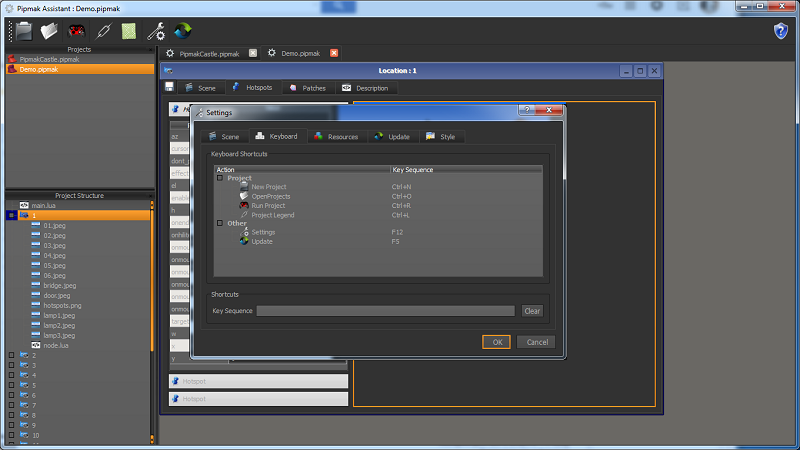 Pipmak Assistant : Demo.pipmak
Projects
PipmakCastle.pipmak
Demo.pipmak
PipmakCastle.pipmak
Demo.pipmak
Location : 1
Scene
Hotspots
Patches
Description
Settings
Scene
Keyboard
Resources
Update
Style
Keyboard Shortcuts
Action Key Sequence
Project
New Project Ctrl+N
OpenProjects Ctrl+O
Run Project Ctrl+R
Project Legend Ctrl+L
Other
Settings F12
Update F5
Shortcuts
Key Sequence
Clear
OK
Cancel
az
cursor
dont_
effect
el
enable
h
onend
onhilite
onmou
onmou
onmou
onmou
onmou
target
w
x
y
Hotspot
Hotspot
Project Structure
main.lua
1
01.jpeg
02.jpeg
03.jpeg
04.jpeg
05.jpeg
06.jpeg
bridge.jpeg
door.jpeg
hotspots.png
lamp1.jpeg
lamp2.jpeg
lamp3.jpeg
node.lua
2
3
4
5
6
7
8
9
10